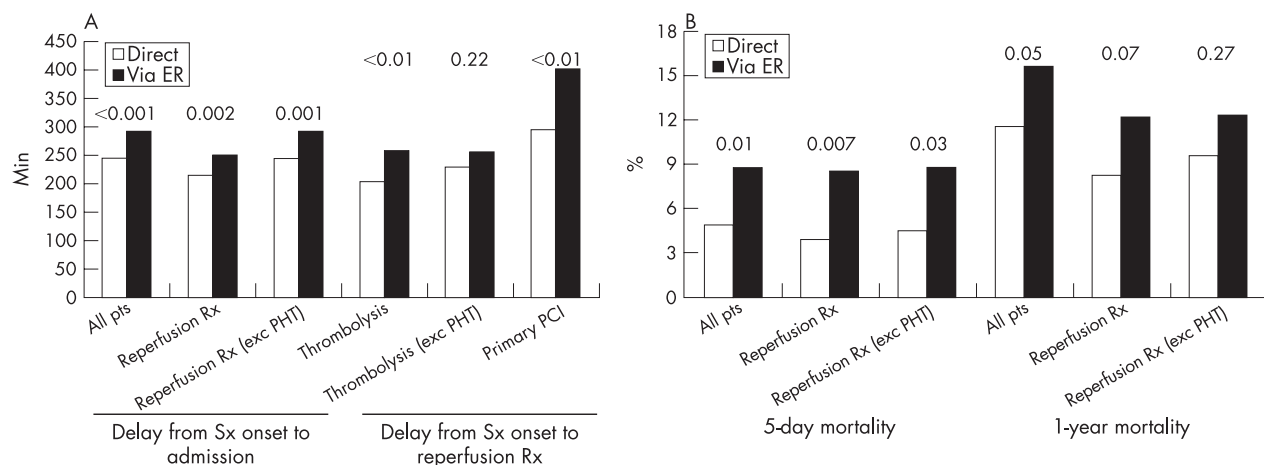 A
450
400
350
300
250
200
150
100
50
0
Min
Direct
Via ER
<0.001
0.002
0.001
<0.01
0.22
<0.01
All pts
Reperfusion Rx
Reperfusion Rx (exc PHT)
Thrombolysis
Thrombolysis (exc PHT)
Primary PCI
Delay from Sx onset to
admission
Delay from Sx onset to
reperfusion Rx
B
18
15
12
9
6
3
0
%
Direct
Via ER
0.01
0.007
0.03
0.05
0.07
0.27
All pts
Reperfusion Rx
Reperfusion Rx (exc PHT)
All pts
Reperfusion Rx
Reperfusion Rx (exc PHT)
5-day mortality
1-year mortality